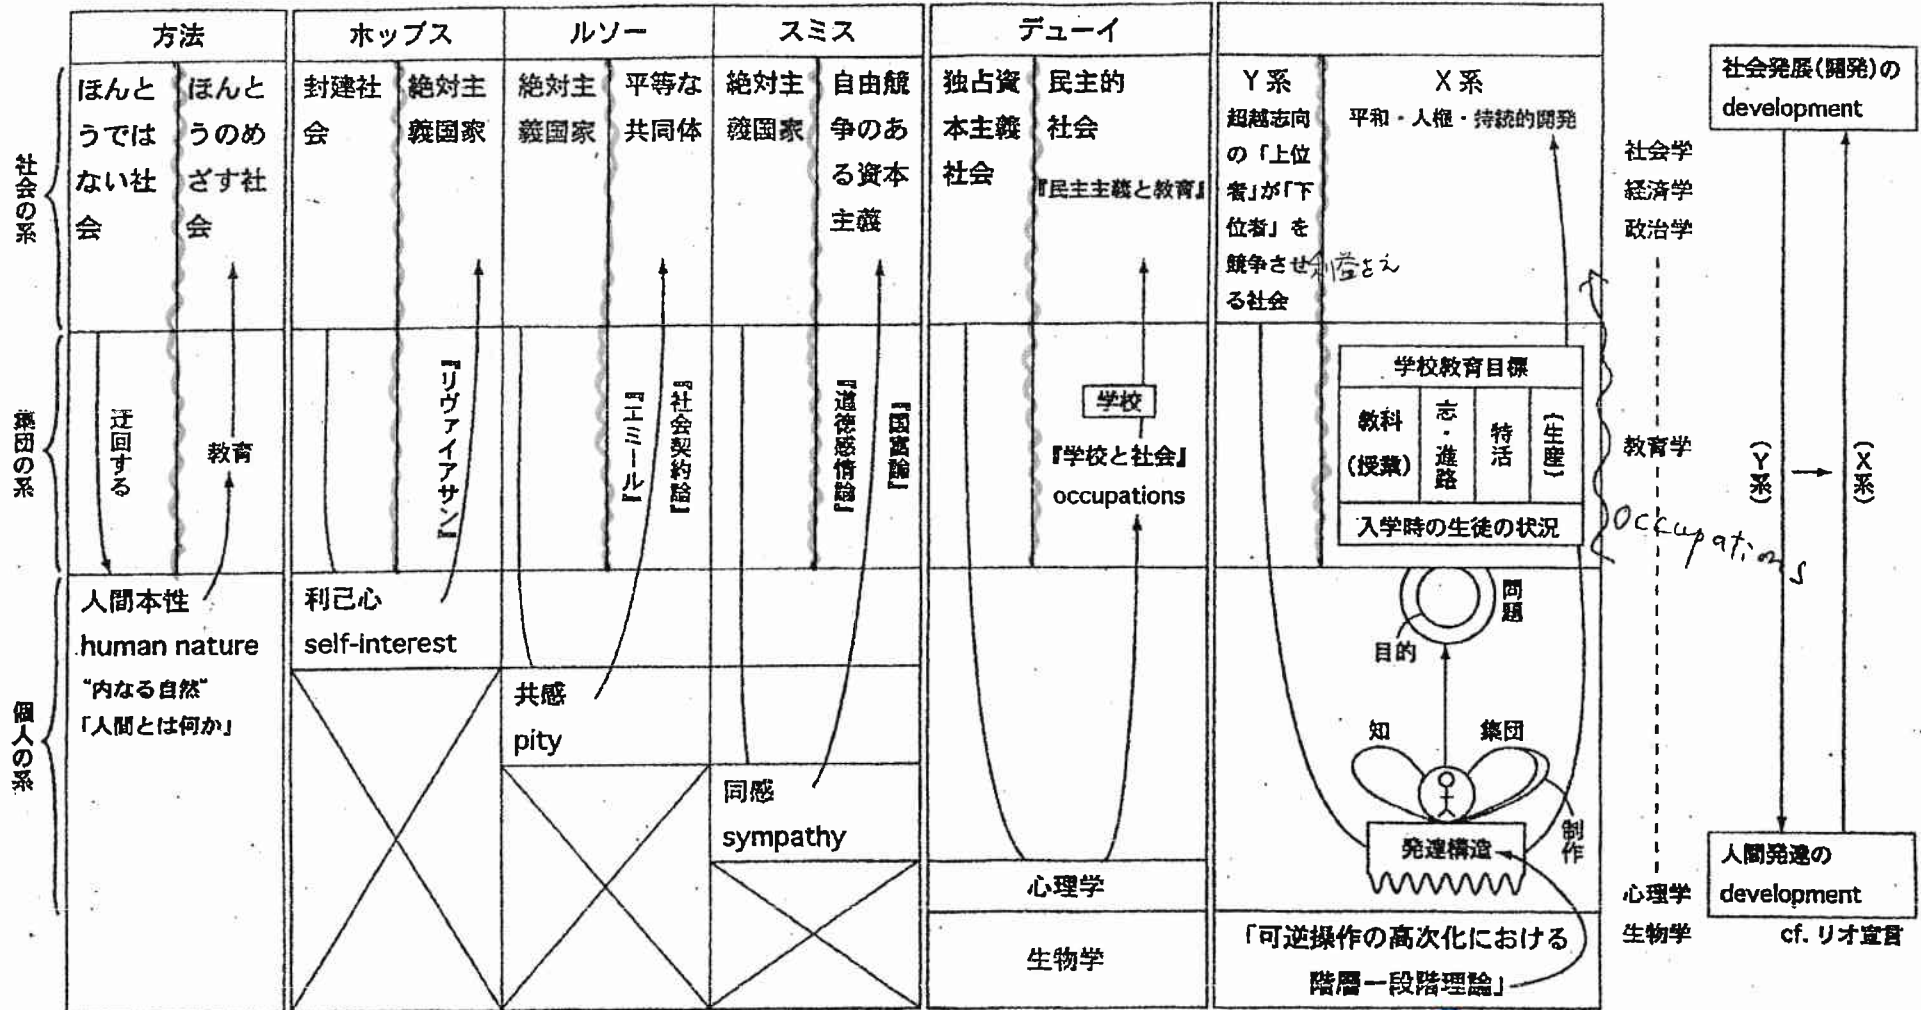 方法
ホッブス
ルソー
スミス
デューイ
社会の系
集団の系
個人の系
ほんと
うでは
ない社
会
ほんと
うのめ
ざす社
会
迂回する
教育
人間本性
human nature
"内なる自然"
「人間とは何か」
封建社
会
絶対主
義国家
『リヴァイアサン』
利己心
self-interest
絶対主
義国家
平等な
共同体
『エミール』
『社会契約論』
共感
pity
絶対主
義国家
自由競
争のあ
る資本
主義
『道徳感情論』
『国富論』
同感
sympathy
独占資
本主義
社会
民主的
社会
『民主主義と教育』
学校
『学校と社会』
occupations
心理学
生物学
Y系
超越志向
の「上位
者」が「下
位者」を
競争させ
る社会
X系
平和・人権・持続的開発
学校教育目標
教科
(授業)
志・進路
特活
{生産}
入学時の生徒の状況
occupations
問題
目的
知
集団
制作
発達構造
「可逆操作の高次化における
階層ー段階理論」
社会学
経済学
政治学
教育学
心理学
生物学
社会発展(開発)の
development
(Y系)
(X系)
人間発達の
development
cf. リオ宣言